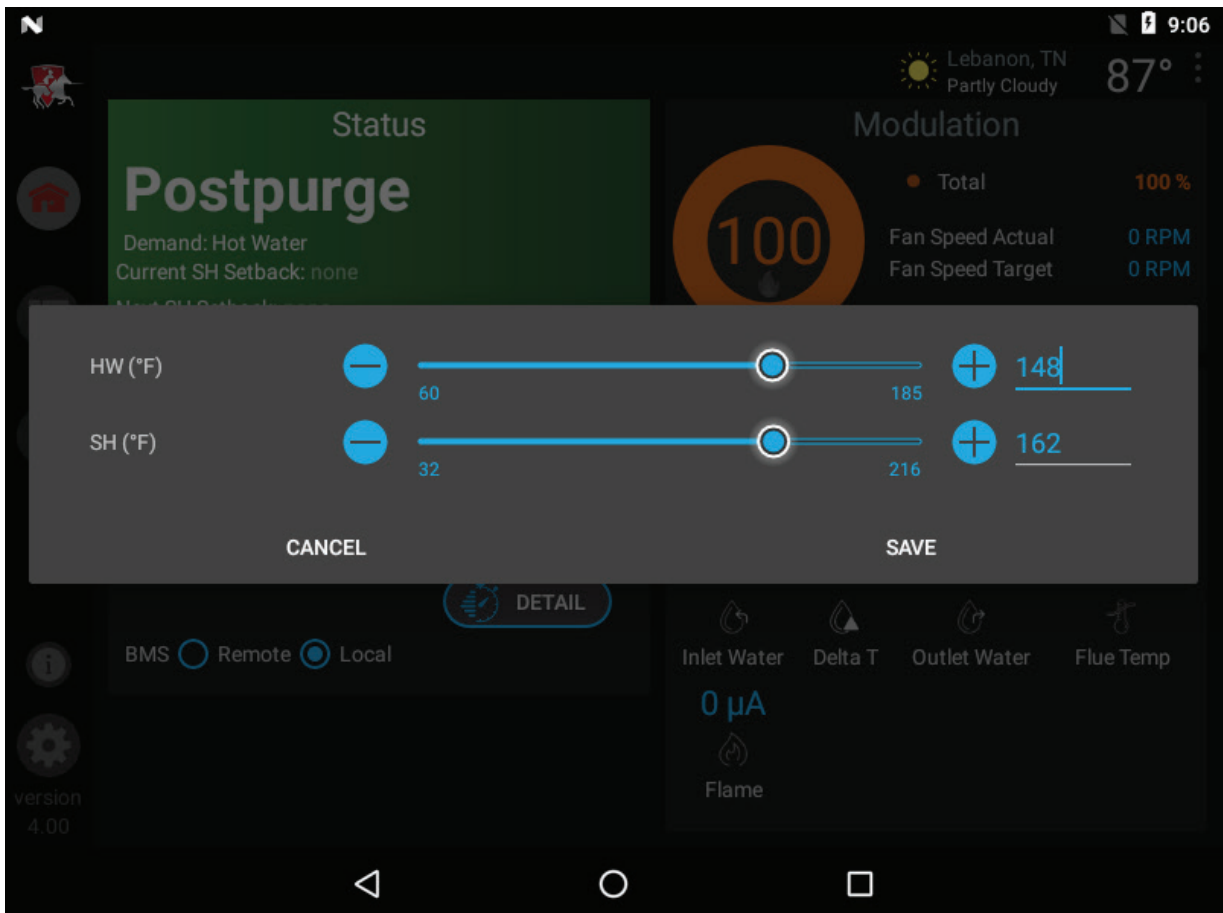 9:06
Lebanon, TN
Partly Cloudy
87°
Status
Postpurge
Demand: Hot Water
Current SH Setback: none
Modulation
100
Total 100 %
Fan Speed Actual 0 RPM
Fan Speed Target 0 RPM
HW (°F) 148
60 185
SH (°F) 162
32 216
CANCEL SAVE
DETAIL
BMS Remote Local
Inlet Water Delta T Outlet Water Flue Temp
0 µA
Flame
version
4.00